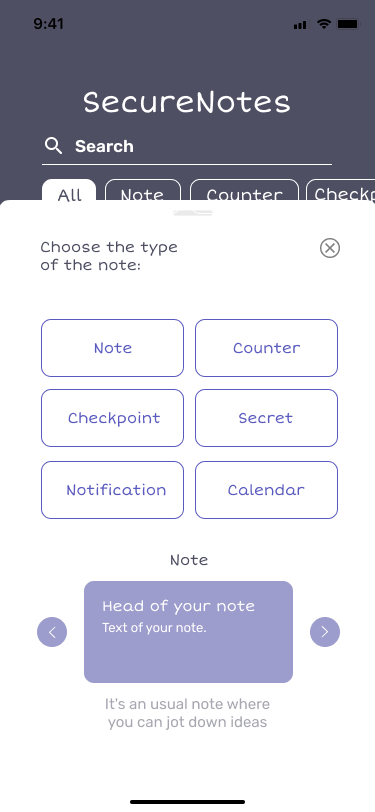 9:41
SecureNotes
Search
All Note Counter Checkp
Choose the type
of the note:
Note Counter
Checkpoint Secret
Notification Calendar
Note
Head of your note
Text of your note.
It's an usual note where
you can jot down ideas